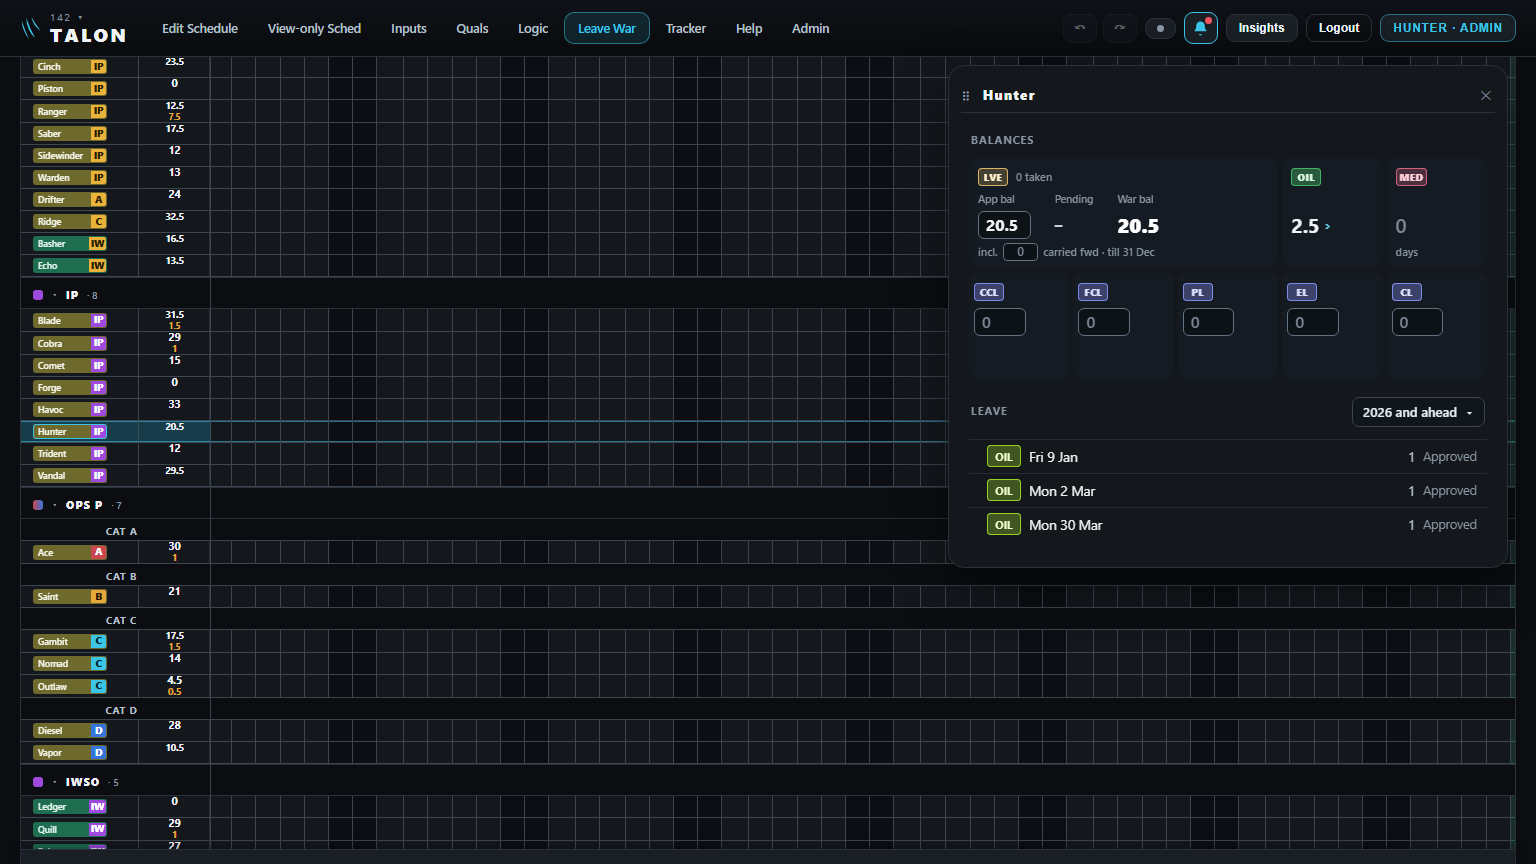 142
TALON
Edit Schedule
View-only Sched
Inputs
Quals
Logic
Leave War
Tracker
Help
Admin
Insights
Logout
HUNTER · ADMIN
Cinch IP 23.5
Piston IP 0
Ranger IP 12.5
7.5
Saber IP 17.5
Sidewinder IP 12
Warden IP 13
Drifter A 24
Ridge C 32.5
Basher IW 16.5
Echo IW 13.5
IP · 8
Blade IP 31.5
1.5
Cobra IP 29
1
Comet IP 15
Forge IP 0
Havoc IP 33
Hunter IP 20.5
Trident IP 12
Vandal IP 29.5
OPS P · 7
CAT A
Ace A 30
1
CAT B
Saint B 21
CAT C
Gambit C 17.5
1.5
Nomad C 14
Outlaw C 4.5
0.5
CAT D
Diesel D 28
Vapor D 10.5
IWSO · 5
Ledger IW 0
Quill IW 29
1
27
Hunter
BALANCES
LVE 0 taken
App bal Pending War bal
20.5 – 20.5
incl. 0 carried fwd · till 31 Dec
OIL
2.5 ›
MED
0
days
CCL FCL PL EL CL
0 0 0 0 0
LEAVE
2026 and ahead
OIL Fri 9 Jan 1 Approved
OIL Mon 2 Mar 1 Approved
OIL Mon 30 Mar 1 Approved